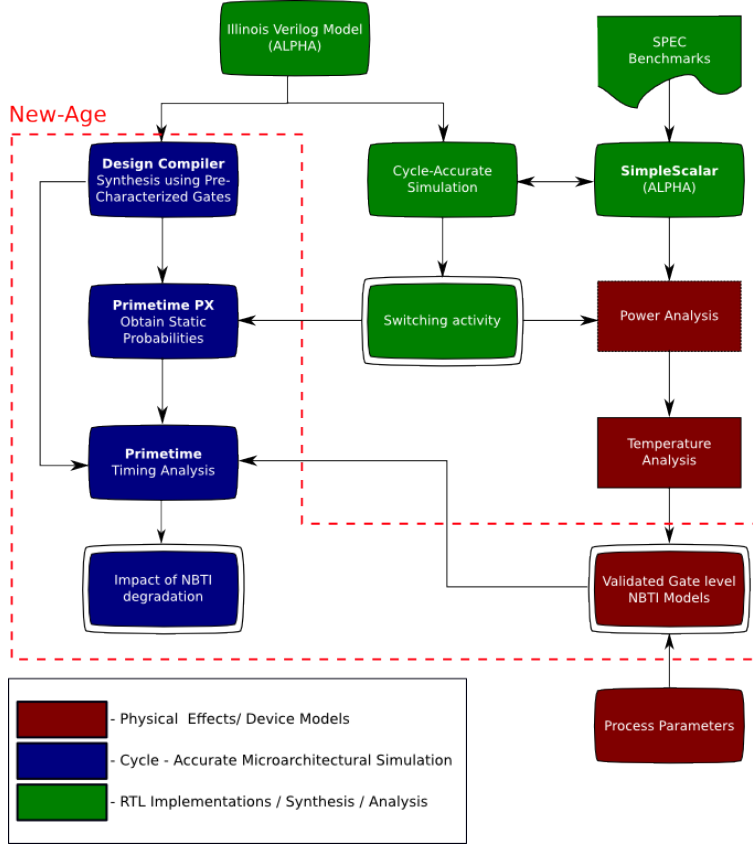 Illinois Verilog Model
(ALPHA)
SPEC
Benchmarks
New-Age
Design Compiler
Synthesis using Pre-
Characterized Gates
Cycle-Accurate
Simulation
SimpleScalar
(ALPHA)
Primetime PX
Obtain Static
Probabilities
Switching activity
Power Analysis
Primetime
Timing Analysis
Temperature
Analysis
Impact of NBTI
degradation
Validated Gate level
NBTI Models
Process Parameters
- Physical Effects/ Device Models
- Cycle - Accurate Microarchitectural Simulation
- RTL Implementations / Synthesis / Analysis